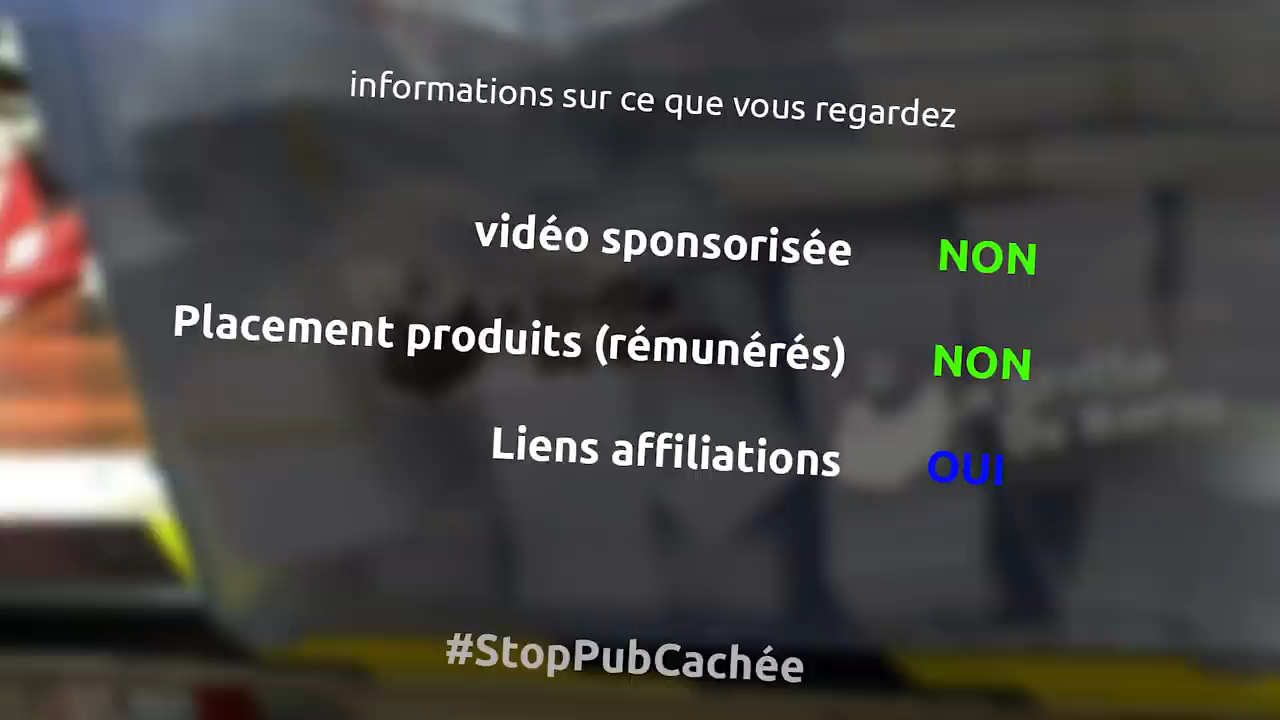 informations sur ce que vous regardez
vidéo sponsorisée NON
Placement produits (rémunérés) NON
Liens affiliations OUI
#StopPubCachée